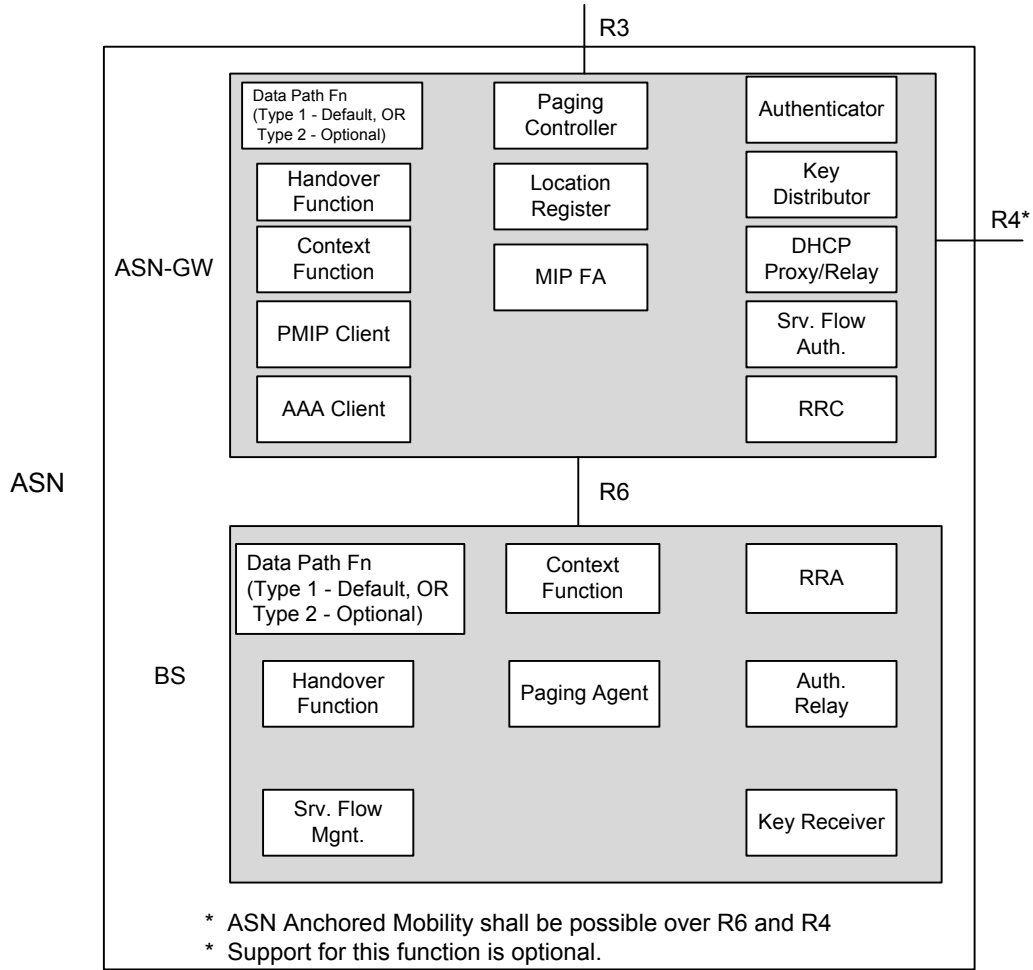 R3
Data Path Fn
(Type 1 - Default, OR
Type 2 - Optional)
Paging
Controller
Authenticator
Handover
Function
Location
Register
Key
Distributor
R4*
ASN-GW
Context
Function
MIP FA
DHCP
Proxy/Relay
PMIP Client
Srv. Flow
Auth.
AAA Client
RRC
ASN
R6
Data Path Fn
(Type 1 - Default, OR
Type 2 - Optional)
Context
Function
RRA
BS
Handover
Function
Paging Agent
Auth.
Relay
Srv. Flow
Mgnt.
Key Receiver
* ASN Anchored Mobility shall be possible over R6 and R4
* Support for this function is optional.